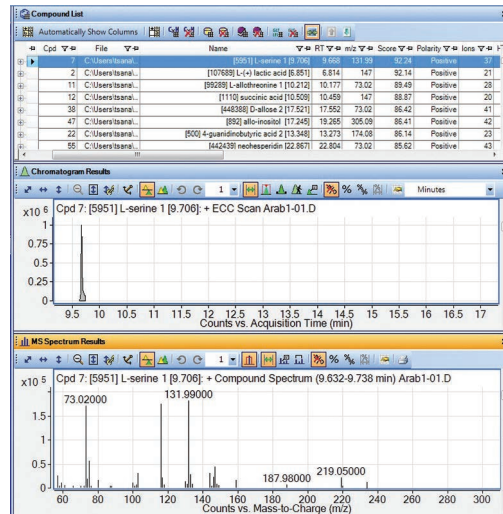 Compound List
Automatically Show Columns
Cpd File Name RT m/z Score Polarity Ions
7 C:\Users\tsana\... [5951] L-serine 1 [9.706] 9.668 131.99 92.24 Positive 37
2 C:\Users\tsana\... [107689] L-(+) lactic acid [6.851] 6.814 147 92.14 Positive 21
11 C:\Users\tsana\... [99289] L-allothreonine 1 [10.212] 10.177 73.02 89.49 Positive 28
12 C:\Users\tsana\... [1110] succinic acid [10.509] 10.459 147 88.87 Positive 20
41 C:\Users\tsana\... [448388] D-allose 2 [17.521] 17.552 73.02 86.42 Positive 41
47 C:\Users\tsana\... [892] allo-inositol [17.245] 19.265 305.09 86.41 Positive 42
22 C:\Users\tsana\... [500] 4-guanidinobutyric acid 2 [13.348] 13.273 174.08 86.14 Positive 23
55 C:\Users\tsana\... [442439] neohesperidin [22.867] 22.804 73.02 85.62 Positive 43
Chromatogram Results
1 % % Minutes
x10 6 Cpd 7: [5951] L-serine 1 [9.706]: + ECC Scan Arab1-01.D
1
0.75
0.5
0.25
0
9.5 10 10.5 11 11.5 12 12.5 13 13.5 14 14.5 15 15.5 16 16.5 17
Counts vs. Acquisition Time (min)
MS Spectrum Results
1 % %
x10 5 Cpd 7: [5951] L-serine 1 [9.706]: + Compound Spectrum (9.632-9.738 min) Arab1-01.D
73.02000 131.99000
1.5
1
0.5
187.98000 219.05000
0
60 80 100 120 140 160 180 200 220 240 260 280 300
Counts vs. Mass-to-Charge (m/z)